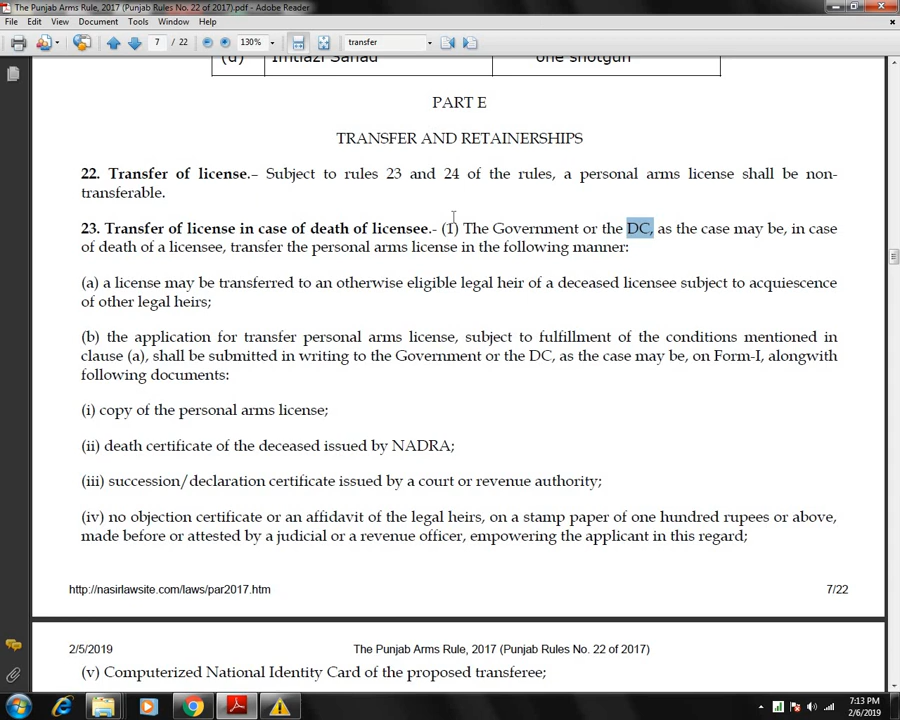 The Punjab Arms Rule, 2017 (Punjab Rules No. 22 of 2017).pdf - Adobe Reader
File Edit View Document Tools Window Help
7 / 22 130% transfer
(d) Imtiazi Sanad one shotgun
PART E
TRANSFER AND RETAINERSHIPS
22. Transfer of license.– Subject to rules 23 and 24 of the rules, a personal arms license shall be non-
transferable.
23. Transfer of license in case of death of licensee.- (1) The Government or the DC, as the case may be, in case
of death of a licensee, transfer the personal arms license in the following manner:
(a) a license may be transferred to an otherwise eligible legal heir of a deceased licensee subject to acquiescence
of other legal heirs;
(b) the application for transfer personal arms license, subject to fulfillment of the conditions mentioned in
clause (a), shall be submitted in writing to the Government or the DC, as the case may be, on Form-I, alongwith
following documents:
(i) copy of the personal arms license;
(ii) death certificate of the deceased issued by NADRA;
(iii) succession/declaration certificate issued by a court or revenue authority;
(iv) no objection certificate or an affidavit of the legal heirs, on a stamp paper of one hundred rupees or above,
made before or attested by a judicial or a revenue officer, empowering the applicant in this regard;
http://nasirlawsite.com/laws/par2017.htm 7/22
2/5/2019 The Punjab Arms Rule, 2017 (Punjab Rules No. 22 of 2017)
(v) Computerized National Identity Card of the proposed transferee;
7:13 PM
2/6/2019